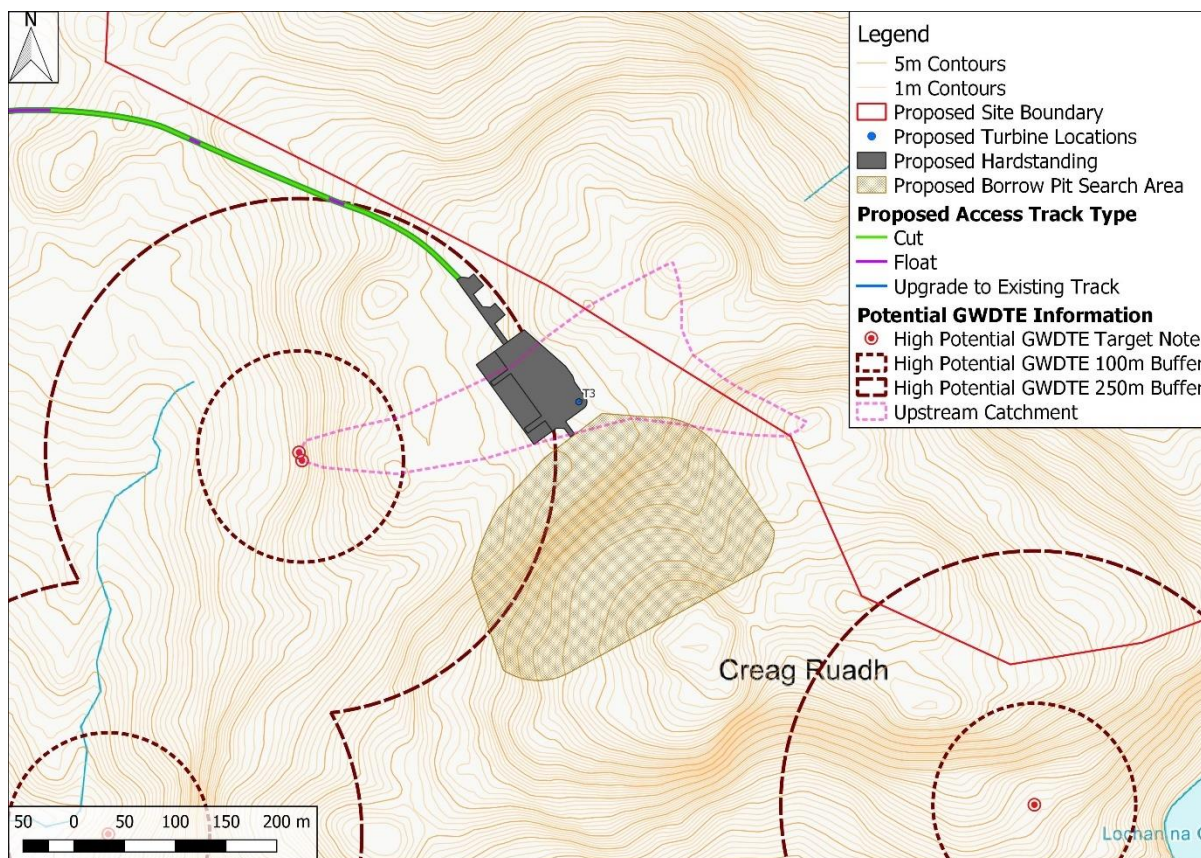 N
Legend
5m Contours
1m Contours
Proposed Site Boundary
Proposed Turbine Locations
Proposed Hardstanding
Proposed Borrow Pit Search Area
Proposed Access Track Type
Cut
Float
Upgrade to Existing Track
Potential GWDTE Information
High Potential GWDTE Target Note
High Potential GWDTE 100m Buffer
High Potential GWDTE 250m Buffer
Upstream Catchment
T3
Creag Ruadh
50 0 50 100 150 200 m
Lochan na